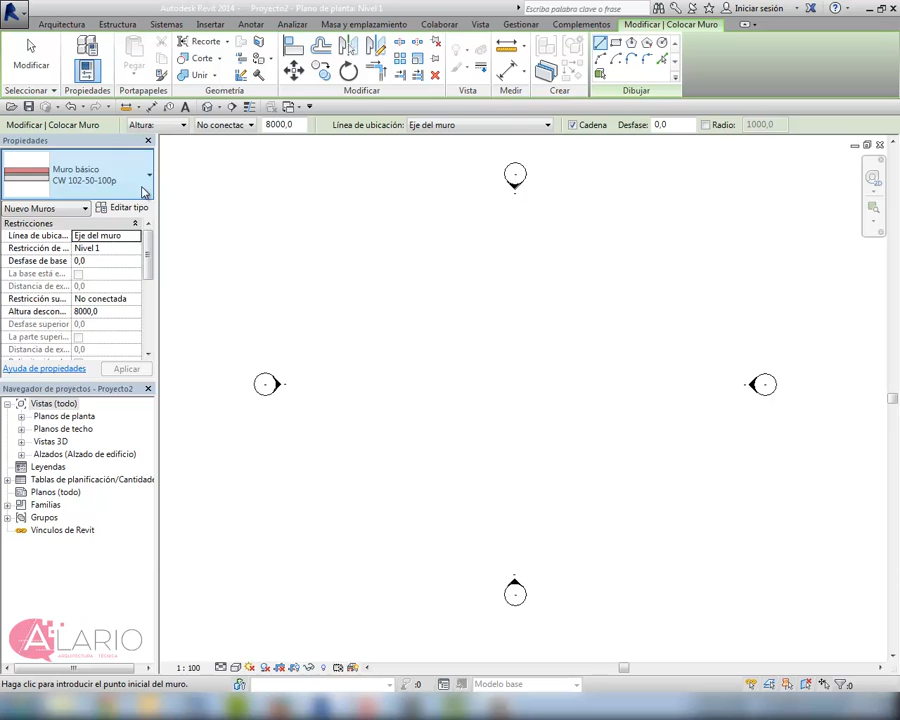 Autodesk Revit 2014 - Proyecto2 - Plano de planta: Nivel 1
Escriba palabra clave o frase
Iniciar sesión
Arquitectura Estructura Sistemas Insertar Anotar Analizar Masa y emplazamiento Colaborar Vista Gestionar Complementos Modificar | Colocar Muro
Modificar
Pegar
Recorte
Corte
Unir
Seleccionar Propiedades Portapapeles Geometría Modificar Vista Medir Crear Dibujar
Modificar | Colocar Muro Altura: No conectac 8000,0 Línea de ubicación: Eje del muro Cadena Desfase: 0,0 Radio: 1000,0
Propiedades
Muro básico
CW 102-50-100p
Nuevo Muros Editar tipo
Restricciones
Línea de ubica... Eje del muro
Restricción de ... Nivel 1
Desfase de base 0,0
La base está e...
Distancia de ex... 0,0
Restricción su... No conectada
Altura descon... 8000,0
Desfase superior 0,0
La parte superi...
Distancia de ex... 0,0
Ayuda de propiedades Aplicar
Navegador de proyectos - Proyecto2
Vistas (todo)
Planos de planta
Planos de techo
Vistas 3D
Alzados (Alzado de edificio)
Leyendas
Tablas de planificación/Cantidade
Planos (todo)
Familias
Grupos
Vínculos de Revit
ALARIO
ARQUITECTURA TÉCNICA
1 : 100
Haga clic para introducir el punto inicial del muro. :0 Modelo base :0